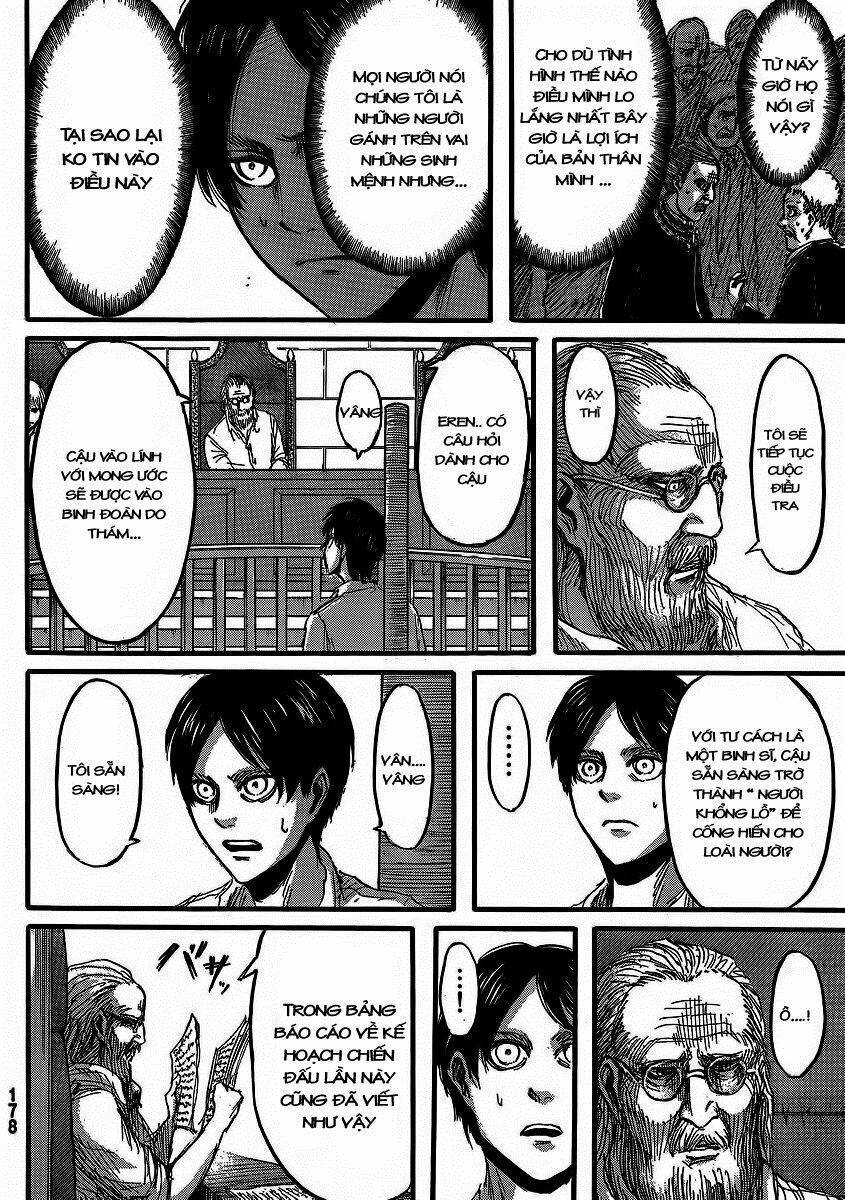 TỪ NÃY
GIỜ HỌ
NÓI GÌ
VẬY?
CHO DÙ TÌNH
HÌNH THẾ NÀO
ĐIỀU MÌNH LO
LẮNG NHẤT BÂY
GIỜ LÀ LỢI ÍCH
CỦA BẢN THÂN
MÌNH ...
MỌI NGƯỜI NÓI
CHÚNG TÔI LÀ
NHỮNG NGƯỜI
GÁNH TRÊN VAI
NHỮNG SINH
MỆNH NHƯNG...
TẠI SAO LẠI
KO TIN VÀO
ĐIỀU NÀY
VẬY
THÌ
TÔI SẼ
TIẾP TỤC
CUỘC
ĐIỀU
TRA
EREN.. CÓ
CÂU HỎI
DÀNH CHO
CẬU
VÂNG
CẬU VÀO LÍNH
VỚI MONG ƯỚC
SẼ ĐƯỢC VÀO
BINH ĐOÀN DO
THÁM...
VỚI TƯ CÁCH LÀ
MỘT BINH SĨ, CẬU
SẴN SÀNG TRỞ
THÀNH “ NGƯỜI
KHỔNG LỒ” ĐỂ
CỐNG HIẾN CHO
LOÀI NGƯỜI?
.....
VÂN....
VÂNG
TÔI SẴN
SÀNG!
Ồ....!
...!
TRONG BẢNG
BÁO CÁO VỀ KẾ
HOẠCH CHIẾN
ĐẤU LẦN NÀY
CŨNG ĐÃ VIẾT
NHƯ VẬY
178